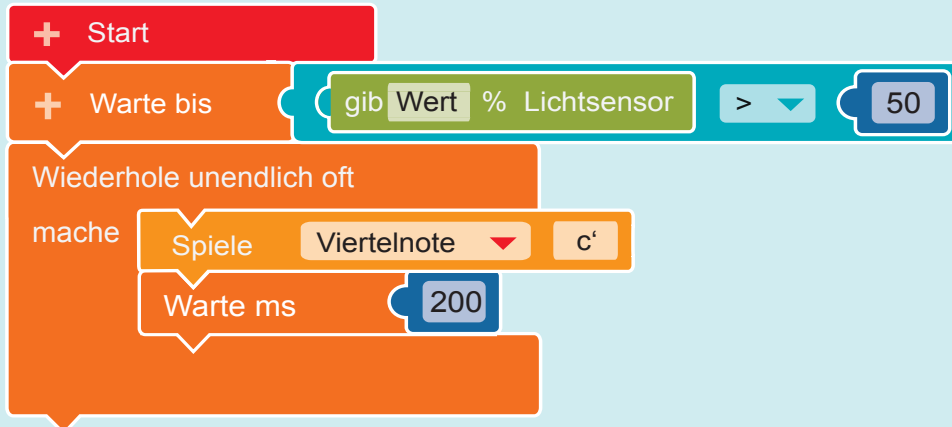 + Start
+ Warte bis gib Wert % Lichtsensor > 50
Wiederhole unendlich oft
mache Spiele Viertelnote c‘
Warte ms 200